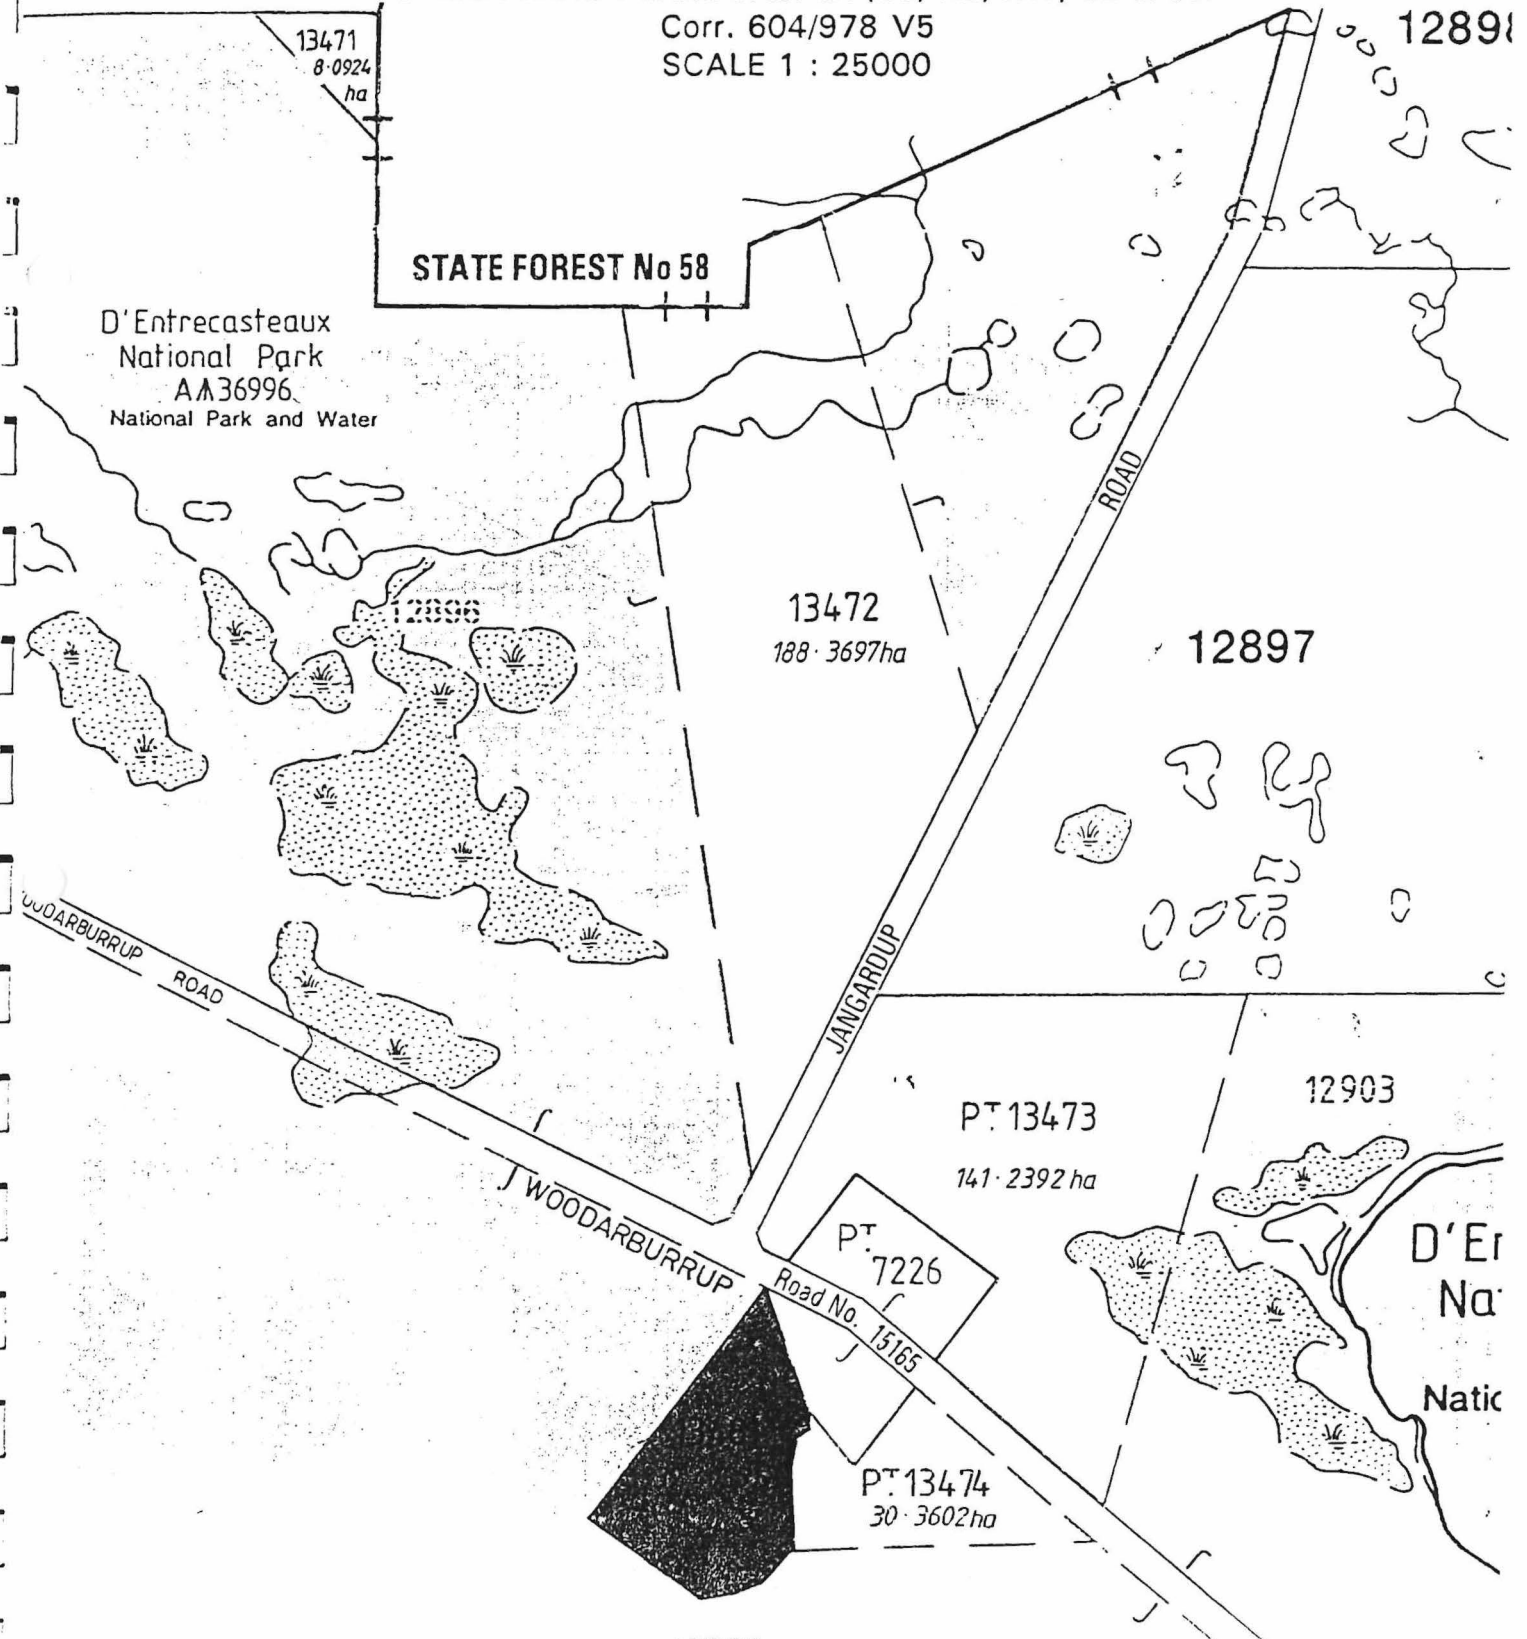 Corr. 604/978 V5
SCALE 1 : 25000
13471
8·0924
ha
STATE FOREST No 58
D'Entrecasteaux
National Park
A36996
National Park and Water
ROAD
12896
13472
188·3697ha
12897
ROAD
JANGARDUP
12903
PT. 13473
141·2392 ha
WOODARBURRUP
PT.
7226
Road No. 15165
PT. 13474
30·3602ha